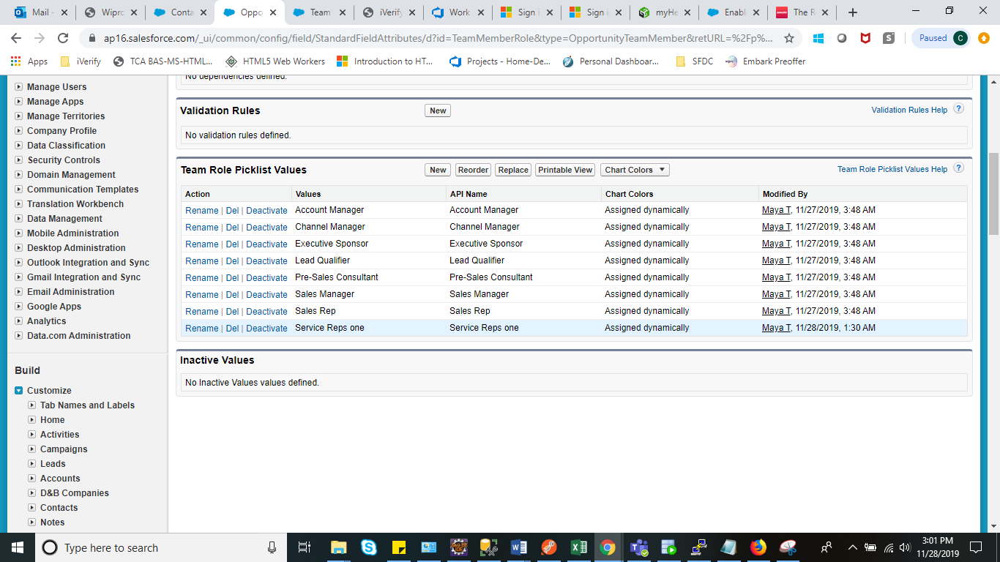 Mail -
Wipro
Conta
Oppo
Team
iVerify
Work
Sign i
Sign i
myHe
Enabl
The R
ap16.salesforce.com/_ui/common/config/field/StandardFieldAttributes/d?id=TeamMemberRole&type=OpportunityTeamMember&retURL=%2Fp%...
Paused C
Apps
iVerify
TCA BAS-MS-HTML...
HTML5 Web Workers
Introduction to HT...
Projects - Home-De...
Personal Dashboar...
SFDC
Embark Preoffer
Manage Users
Manage Apps
Manage Territories
Company Profile
Data Classification
Security Controls
Domain Management
Communication Templates
Translation Workbench
Data Management
Mobile Administration
Desktop Administration
Outlook Integration and Sync
Gmail Integration and Sync
Email Administration
Google Apps
Analytics
Data.com Administration
Build
Customize
Tab Names and Labels
Home
Activities
Campaigns
Leads
Accounts
D&B Companies
Contacts
Notes
No dependencies defined.
Validation Rules New Validation Rules Help ?
No validation rules defined.
Team Role Picklist Values New Reorder Replace Printable View Chart Colors Team Role Picklist Values Help ?
Action Values API Name Chart Colors Modified By
Rename | Del | Deactivate Account Manager Account Manager Assigned dynamically Maya T, 11/27/2019, 3:48 AM
Rename | Del | Deactivate Channel Manager Channel Manager Assigned dynamically Maya T, 11/27/2019, 3:48 AM
Rename | Del | Deactivate Executive Sponsor Executive Sponsor Assigned dynamically Maya T, 11/27/2019, 3:48 AM
Rename | Del | Deactivate Lead Qualifier Lead Qualifier Assigned dynamically Maya T, 11/27/2019, 3:48 AM
Rename | Del | Deactivate Pre-Sales Consultant Pre-Sales Consultant Assigned dynamically Maya T, 11/27/2019, 3:48 AM
Rename | Del | Deactivate Sales Manager Sales Manager Assigned dynamically Maya T, 11/27/2019, 3:48 AM
Rename | Del | Deactivate Sales Rep Sales Rep Assigned dynamically Maya T, 11/27/2019, 3:48 AM
Rename | Del | Deactivate Service Reps one Service Reps one Assigned dynamically Maya T, 11/28/2019, 1:30 AM
Inactive Values
No Inactive Values values defined.
Type here to search
3:01 PM
11/28/2019